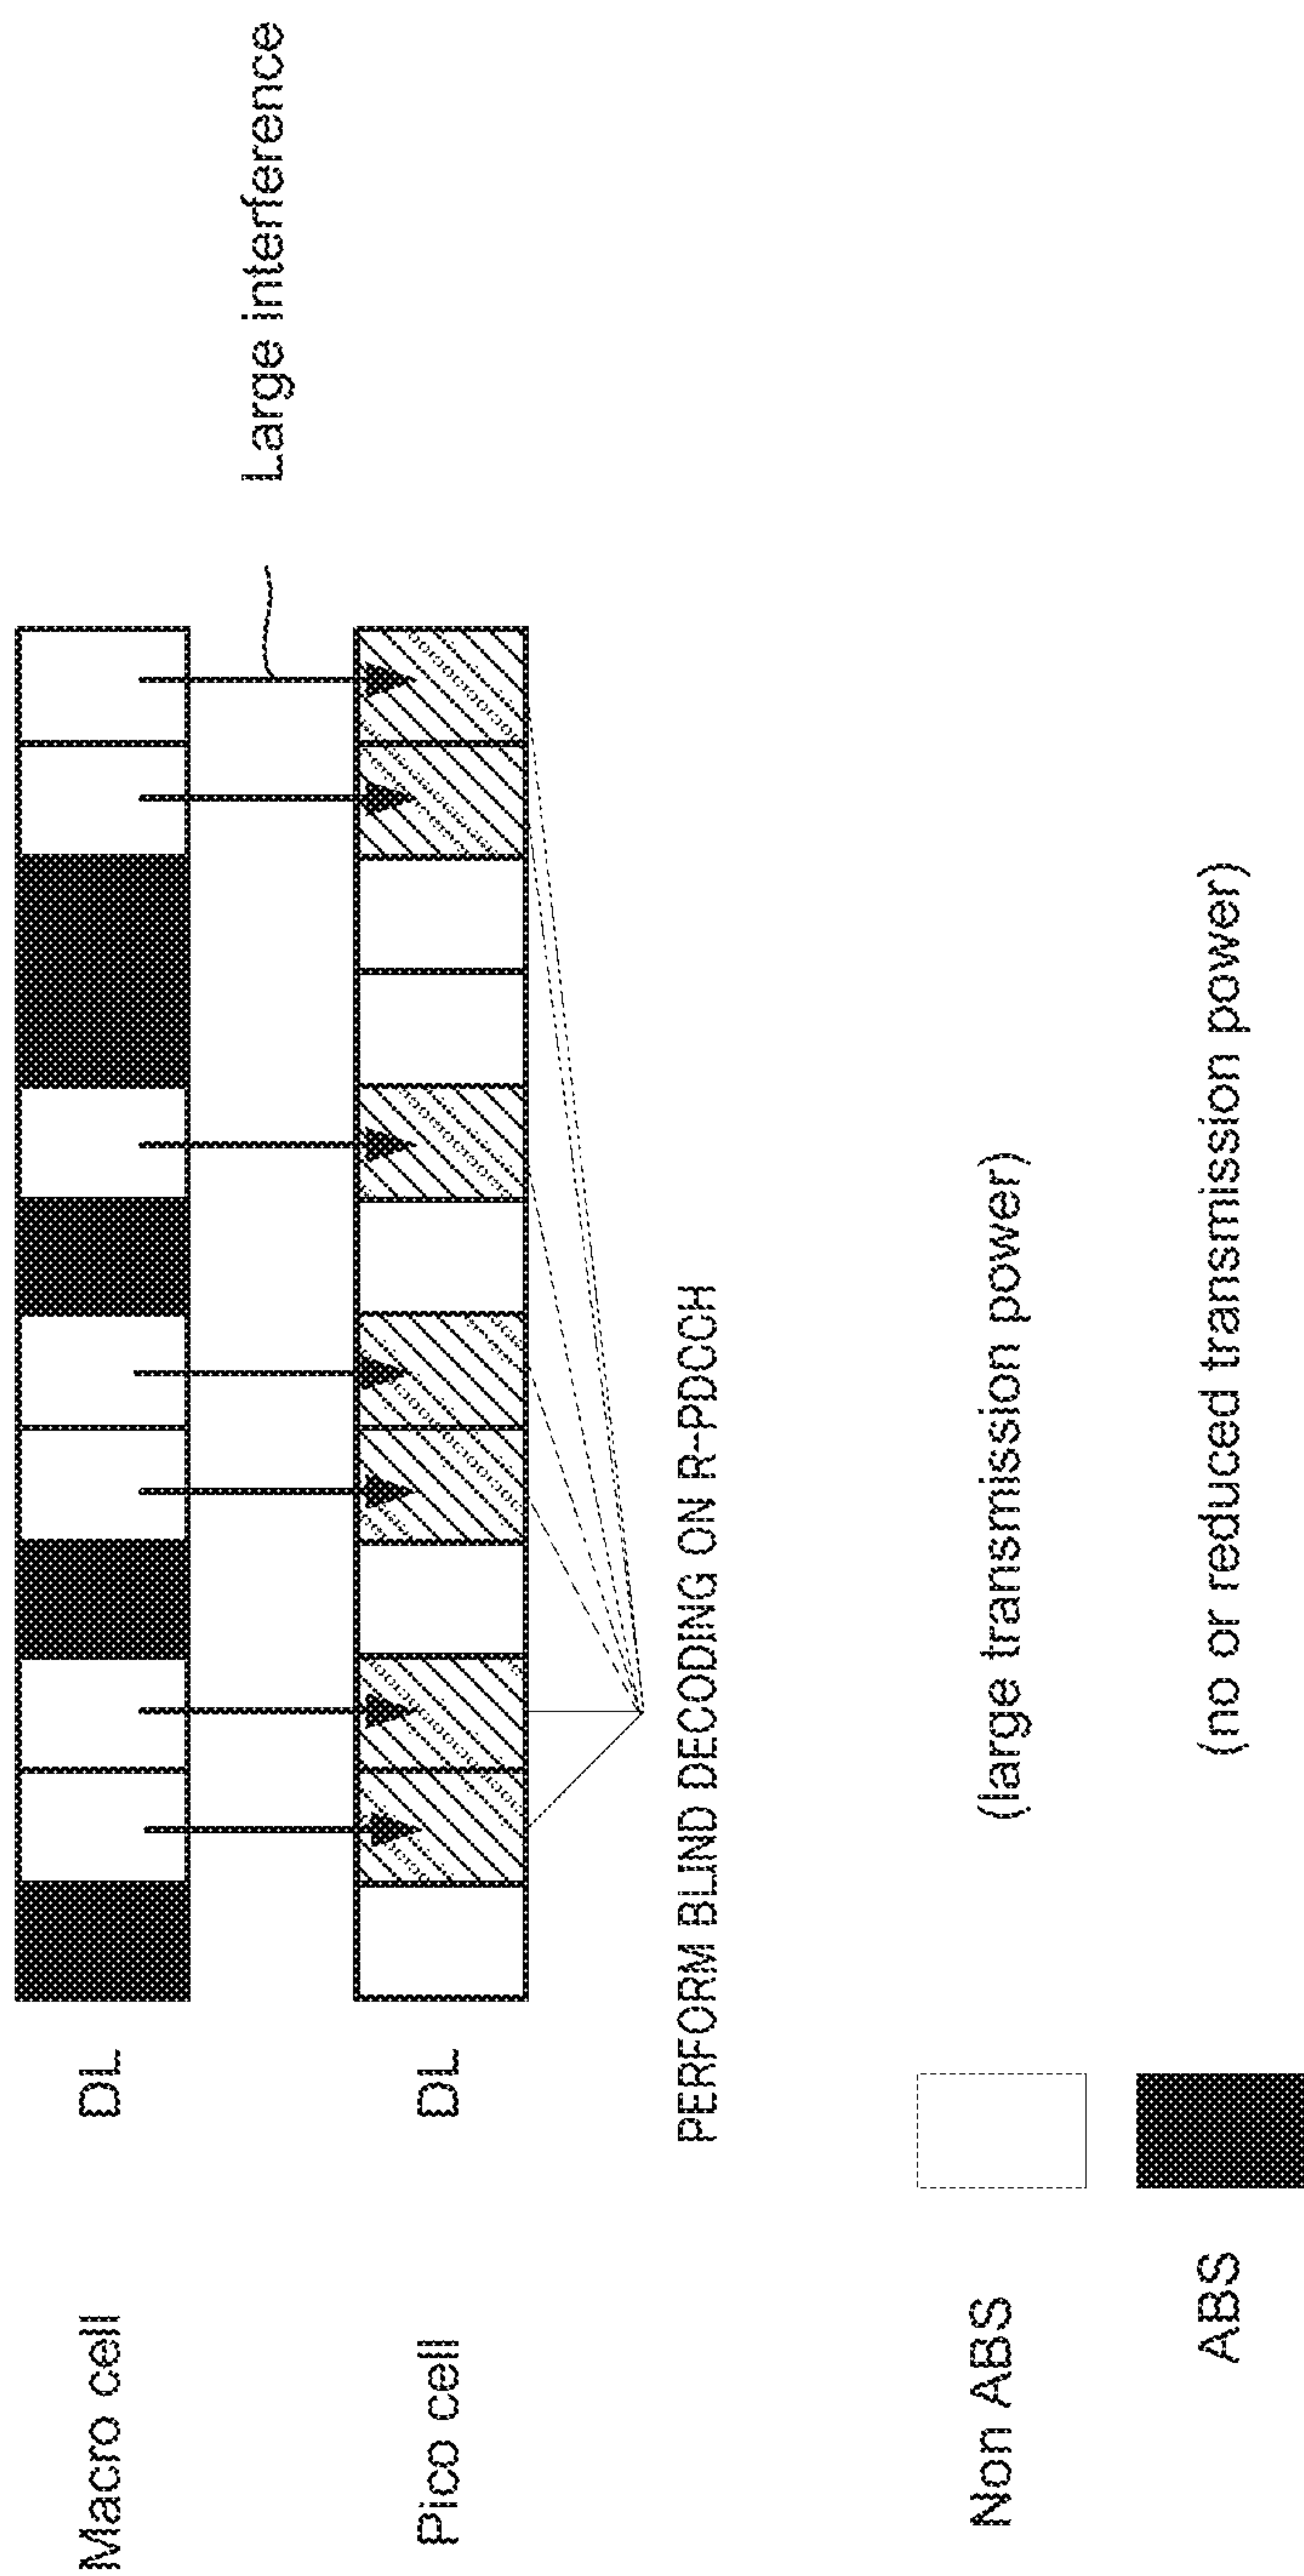 Large interference
Macro cell DL
Pico cell DL
PERFORM BLIND DECODING ON R-PDCCH
Non ABS (large transmission power)
ABS (no or reduced transmission power)